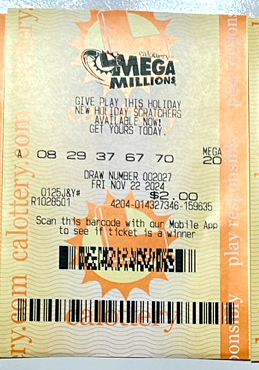 calottery
MEGA
MILLIONS
GIVE PLAY THIS HOLIDAY
NEW HOLIDAY SCRATCHERS
AVAILABLE NOW!
GET YOURS TODAY.
MEGA
A 08 29 37 67 70 20
DRAW NUMBER 002027
0125J&Y# FRI NOV 22 2024 $2.00
R1026501 4204-014327346-159635
Scan this barcode with our Mobile App
to see if ticket is a winner
calottery
calottery.com
play responsibly